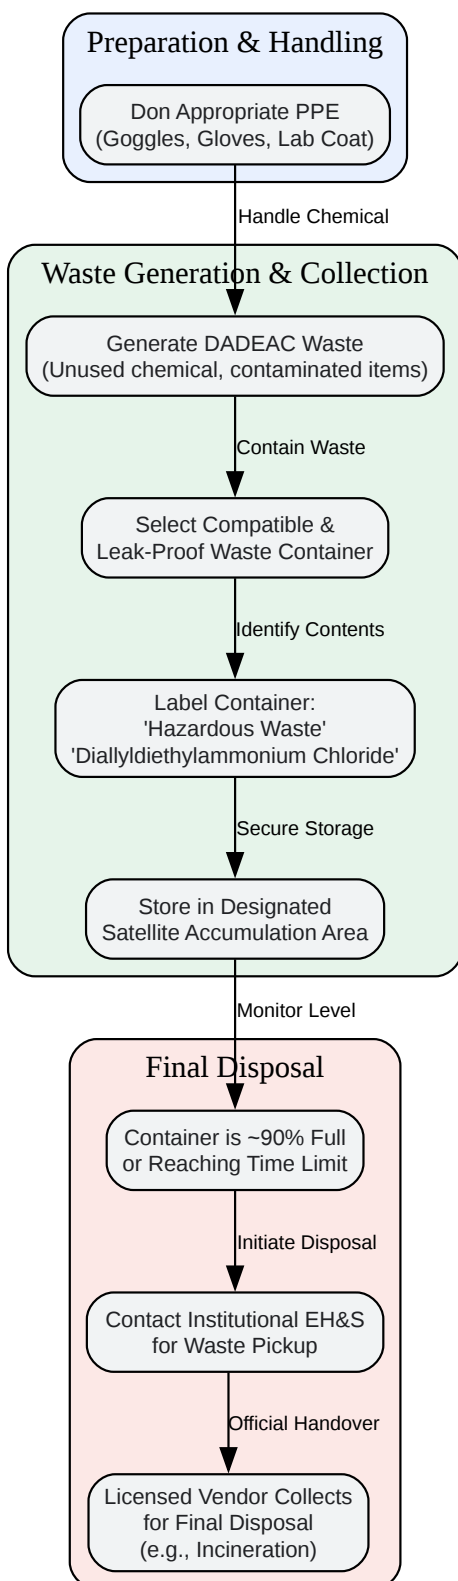 Preparation & Handling
Don Appropriate PPE
(Goggles, Gloves, Lab Coat)
Handle Chemical
Waste Generation & Collection
Generate DADEAC Waste
(Unused chemical, contaminated items)
Contain Waste
Select Compatible &
Leak-Proof Waste Container
Identify Contents
Label Container:
'Hazardous Waste'
'Diallyldiethylammonium Chloride'
Secure Storage
Store in Designated
Satellite Accumulation Area
Monitor Level
Final Disposal
Container is ~90% Full
or Reaching Time Limit
Initiate Disposal
Contact Institutional EH&S
for Waste Pickup
Official Handover
Licensed Vendor Collects
for Final Disposal
(e.g., Incineration)